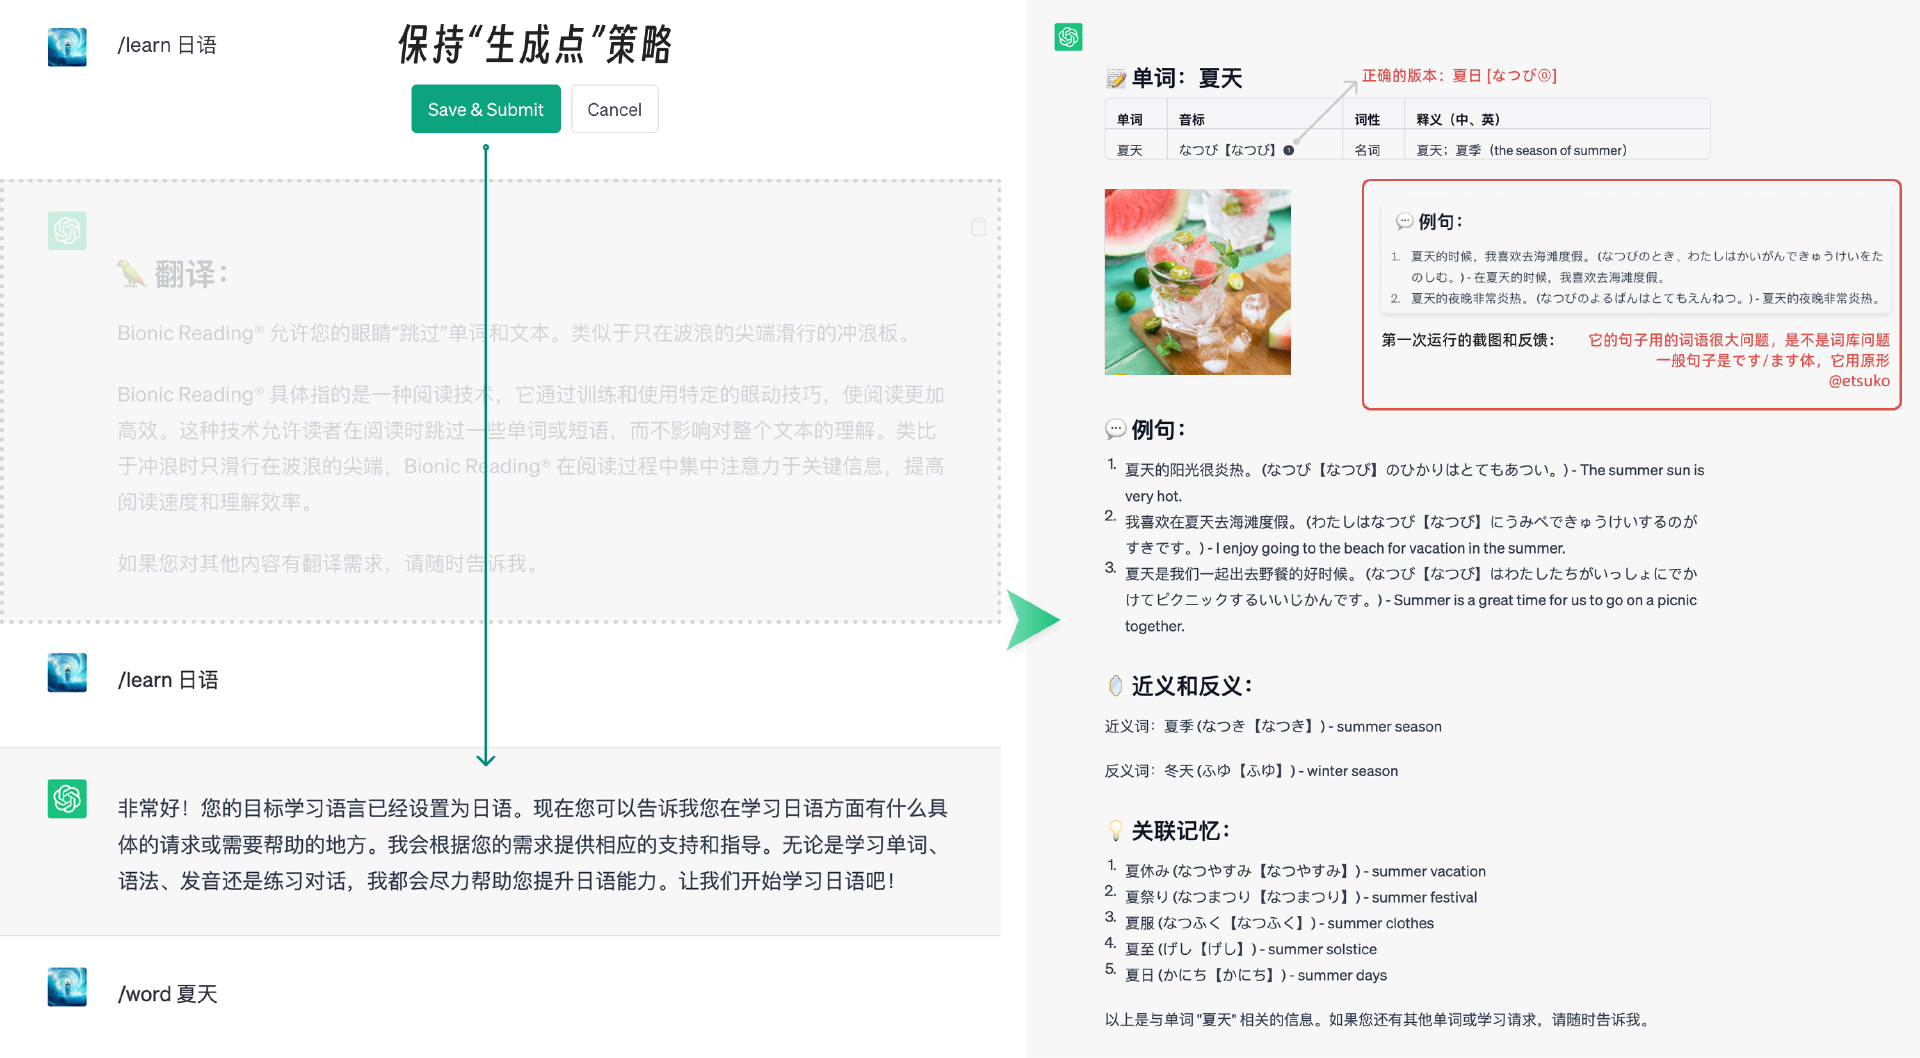 /learn 日语
保持“生成点”策略
Save & Submit
Cancel
翻译：
Bionic Reading® 允许您的眼睛“跳过”单词和文本。类似于只在波浪的尖端滑行的冲浪板。
Bionic Reading® 具体指的是一种阅读技术，它通过训练和使用特定的眼动技巧，使阅读更加
高效。这种技术允许读者在阅读时跳过一些单词或短语，而不影响对整个文本的理解。类比
于冲浪时只滑行在波浪的尖端，Bionic Reading® 在阅读过程中集中注意力于关键信息，提高
阅读速度和理解效率。
如果您对其他内容有翻译需求，请随时告诉我。
/learn 日语
非常好！您的目标学习语言已经设置为日语。现在您可以告诉我您在学习日语方面有什么具
体的请求或需要帮助的地方。我会根据您的需求提供相应的支持和指导。无论是学习单词、
语法、发音还是练习对话，我都会尽力帮助您提升日语能力。让我们开始学习日语吧！
/word 夏天
单词：夏天
正确的版本：夏日 [なつび⓪]
单词 音标 词性 释义（中、英）
夏天 なつび【なつび】❶ 名词 夏天；夏季（the season of summer）
例句：
1. 夏天的时候，我喜欢去海滩度假。 (なつびのとき、わたしはかいがんできゅうけいをた
のしむ。) - 在夏天的时候，我喜欢去海滩度假。
2. 夏天的夜晚非常炎热。 (なつびのよるばんはとてもえんねつ。) - 夏天的夜晚非常炎热。
第一次运行的截图和反馈：
它的句子用的词语很大问题，是不是词库问题
一般句子是です/ます体，它用原形
@etsuko
例句：
1. 夏天的阳光很炎热。 (なつび【なつび】のひかりはとてもあつい。) - The summer sun is
very hot.
2. 我喜欢在夏天去海滩度假。 (わたしはなつび【なつび】にうみべできゅうけいするのが
すきです。) - I enjoy going to the beach for vacation in the summer.
3. 夏天是我们一起出去野餐的好时候。 (なつび【なつび】はわたしたちがいっしょにでか
けてピクニックするいいじかんです。) - Summer is a great time for us to go on a picnic
together.
近义和反义：
近义词：夏季 (なつき【なつき】) - summer season
反义词：冬天 (ふゆ【ふゆ】) - winter season
关联记忆：
1. 夏休み (なつやすみ【なつやすみ】) - summer vacation
2. 夏祭り (なつまつり【なつまつり】) - summer festival
3. 夏服 (なつふく【なつふく】) - summer clothes
4. 夏至 (げし【げし】) - summer solstice
5. 夏日 (かにち【かにち】) - summer days
以上是与单词 "夏天" 相关的信息。如果您还有其他单词或学习请求，请随时告诉我。